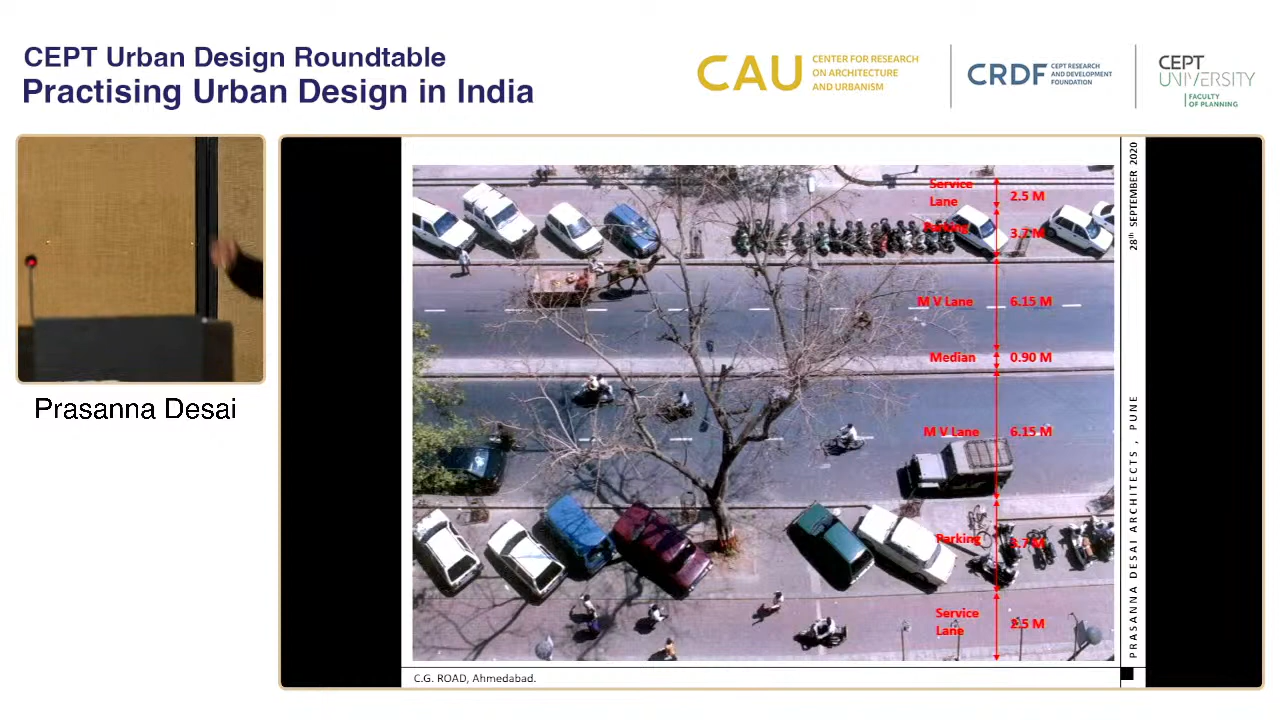 CEPT Urban Design Roundtable
Practising Urban Design in India
CAU
CENTER FOR RESEARCH
ON ARCHITECTURE
AND URBANISM
CRDF
CEPT RESEARCH
AND DEVELOPMENT
FOUNDATION
CEPT
UNIVERSITY
FACULTY
OF PLANNING
Prasanna Desai
Service
Lane
2.5 M
Parking
3.7 M
M V Lane
6.15 M
Median
0.90 M
M V Lane
6.15 M
Parking
3.7 M
Service
Lane
2.5 M
28th SEPTEMBER 2020
PRASANNA DESAI ARCHITECTS , PUNE
C.G. ROAD, Ahmedabad.